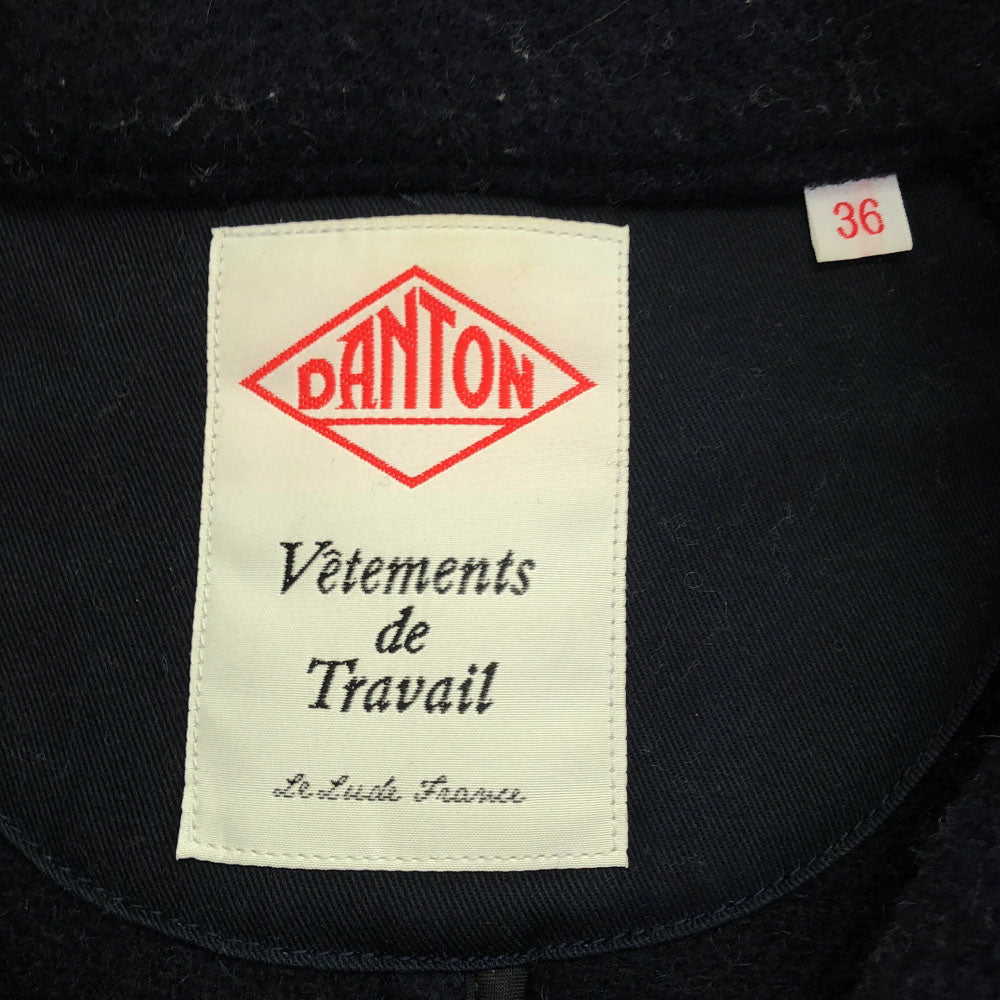 36
DANTON
Vêtements
de
Travail
Le Lude France